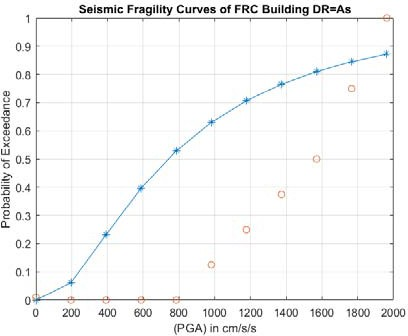 Seismic Fragility Curves of FRC Building DR=As
1
0.9
0.8
0.7
0.6
0.5
0.4
0.3
0.2
0.1
0
Probability of Exceedance
0 200 400 600 800 1000 1200 1400 1600 1800 2000
(PGA) in cm/s/s